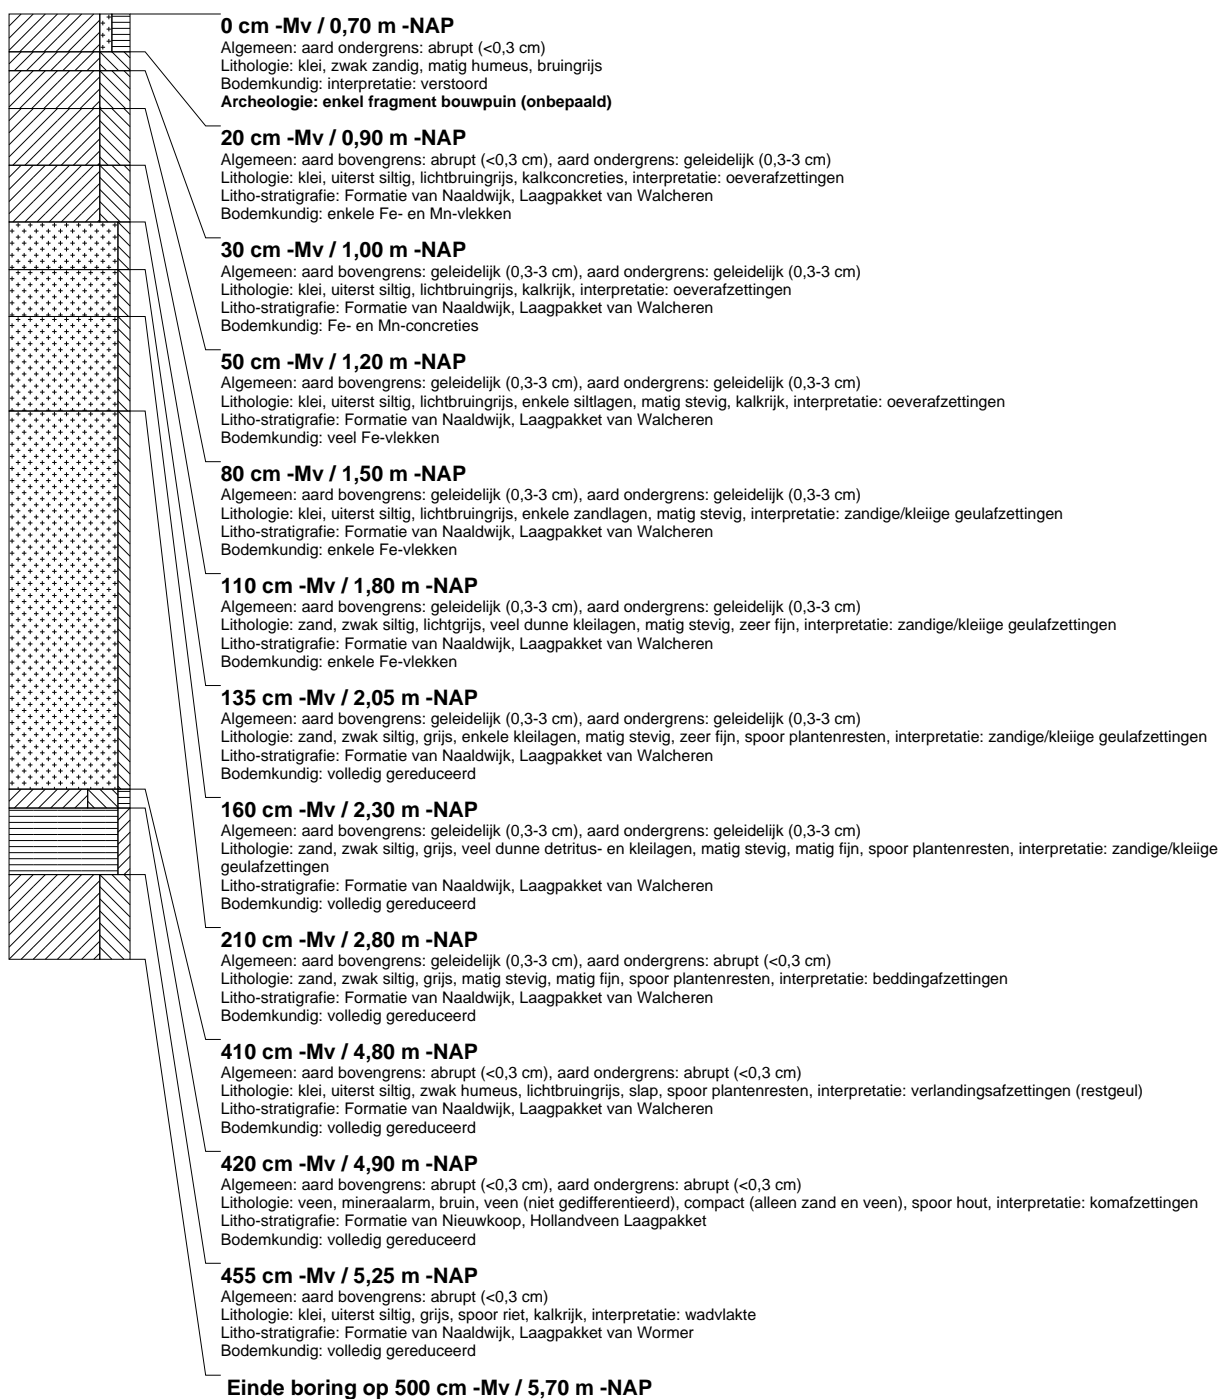 0 cm -Mv / 0,70 m -NAP
Algemeen: aard ondergrens: abrupt (<0,3 cm)
Lithologie: klei, zwak zandig, matig humeus, bruingrijs
Bodemkundig: interpretatie: verstoord
Archeologie: enkel fragment bouwpuin (onbepaald)
20 cm -Mv / 0,90 m -NAP
Algemeen: aard bovengrens: abrupt (<0,3 cm), aard ondergrens: geleidelijk (0,3-3 cm)
Lithologie: klei, uiterst siltig, lichtbruingrijs, kalkconcreties, interpretatie: oeverafzettingen
Litho-stratigrafie: Formatie van Naaldwijk, Laagpakket van Walcheren
Bodemkundig: enkele Fe- en Mn-vlekken
30 cm -Mv / 1,00 m -NAP
Algemeen: aard bovengrens: geleidelijk (0,3-3 cm), aard ondergrens: geleidelijk (0,3-3 cm)
Lithologie: klei, uiterst siltig, lichtbruingrijs, kalkrijk, interpretatie: oeverafzettingen
Litho-stratigrafie: Formatie van Naaldwijk, Laagpakket van Walcheren
Bodemkundig: Fe- en Mn-concreties
50 cm -Mv / 1,20 m -NAP
Algemeen: aard bovengrens: geleidelijk (0,3-3 cm), aard ondergrens: geleidelijk (0,3-3 cm)
Lithologie: klei, uiterst siltig, lichtbruingrijs, enkele siltlagen, matig stevig, kalkrijk, interpretatie: oeverafzettingen
Litho-stratigrafie: Formatie van Naaldwijk, Laagpakket van Walcheren
Bodemkundig: veel Fe-vlekken
80 cm -Mv / 1,50 m -NAP
Algemeen: aard bovengrens: geleidelijk (0,3-3 cm), aard ondergrens: geleidelijk (0,3-3 cm)
Lithologie: klei, uiterst siltig, lichtbruingrijs, enkele zandlagen, matig stevig, interpretatie: zandige/kleiige geulafzettingen
Litho-stratigrafie: Formatie van Naaldwijk, Laagpakket van Walcheren
Bodemkundig: enkele Fe-vlekken
110 cm -Mv / 1,80 m -NAP
Algemeen: aard bovengrens: geleidelijk (0,3-3 cm), aard ondergrens: geleidelijk (0,3-3 cm)
Lithologie: zand, zwak siltig, lichtgrijs, veel dunne kleilagen, matig stevig, zeer fijn, interpretatie: zandige/kleiige geulafzettingen
Litho-stratigrafie: Formatie van Naaldwijk, Laagpakket van Walcheren
Bodemkundig: enkele Fe-vlekken
135 cm -Mv / 2,05 m -NAP
Algemeen: aard bovengrens: geleidelijk (0,3-3 cm), aard ondergrens: geleidelijk (0,3-3 cm)
Lithologie: zand, zwak siltig, grijs, enkele kleilagen, matig stevig, zeer fijn, spoor plantenresten, interpretatie: zandige/kleiige geulafzettingen
Litho-stratigrafie: Formatie van Naaldwijk, Laagpakket van Walcheren
Bodemkundig: volledig gereduceerd
160 cm -Mv / 2,30 m -NAP
Algemeen: aard bovengrens: geleidelijk (0,3-3 cm), aard ondergrens: geleidelijk (0,3-3 cm)
Lithologie: zand, zwak siltig, grijs, veel dunne detritus- en kleilagen, matig stevig, matig fijn, spoor plantenresten, interpretatie: zandige/kleiige
geulafzettingen
Litho-stratigrafie: Formatie van Naaldwijk, Laagpakket van Walcheren
Bodemkundig: volledig gereduceerd
210 cm -Mv / 2,80 m -NAP
Algemeen: aard bovengrens: geleidelijk (0,3-3 cm), aard ondergrens: abrupt (<0,3 cm)
Lithologie: zand, zwak siltig, grijs, matig stevig, matig fijn, spoor plantenresten, interpretatie: beddingafzettingen
Litho-stratigrafie: Formatie van Naaldwijk, Laagpakket van Walcheren
Bodemkundig: volledig gereduceerd
410 cm -Mv / 4,80 m -NAP
Algemeen: aard bovengrens: abrupt (<0,3 cm), aard ondergrens: abrupt (<0,3 cm)
Lithologie: klei, uiterst siltig, zwak humeus, lichtbruingrijs, slap, spoor plantenresten, interpretatie: verlandingsafzettingen (restgeul)
Litho-stratigrafie: Formatie van Naaldwijk, Laagpakket van Walcheren
Bodemkundig: volledig gereduceerd
420 cm -Mv / 4,90 m -NAP
Algemeen: aard bovengrens: abrupt (<0,3 cm), aard ondergrens: abrupt (<0,3 cm)
Lithologie: veen, mineraalarm, bruin, veen (niet gedifferentieerd), compact (alleen zand en veen), spoor hout, interpretatie: komafzettingen
Litho-stratigrafie: Formatie van Nieuwkoop, Hollandveen Laagpakket
Bodemkundig: volledig gereduceerd
455 cm -Mv / 5,25 m -NAP
Algemeen: aard bovengrens: abrupt (<0,3 cm)
Lithologie: klei, uiterst siltig, grijs, spoor riet, kalkrijk, interpretatie: wadvlakte
Litho-stratigrafie: Formatie van Naaldwijk, Laagpakket van Wormer
Bodemkundig: volledig gereduceerd
Einde boring op 500 cm -Mv / 5,70 m -NAP